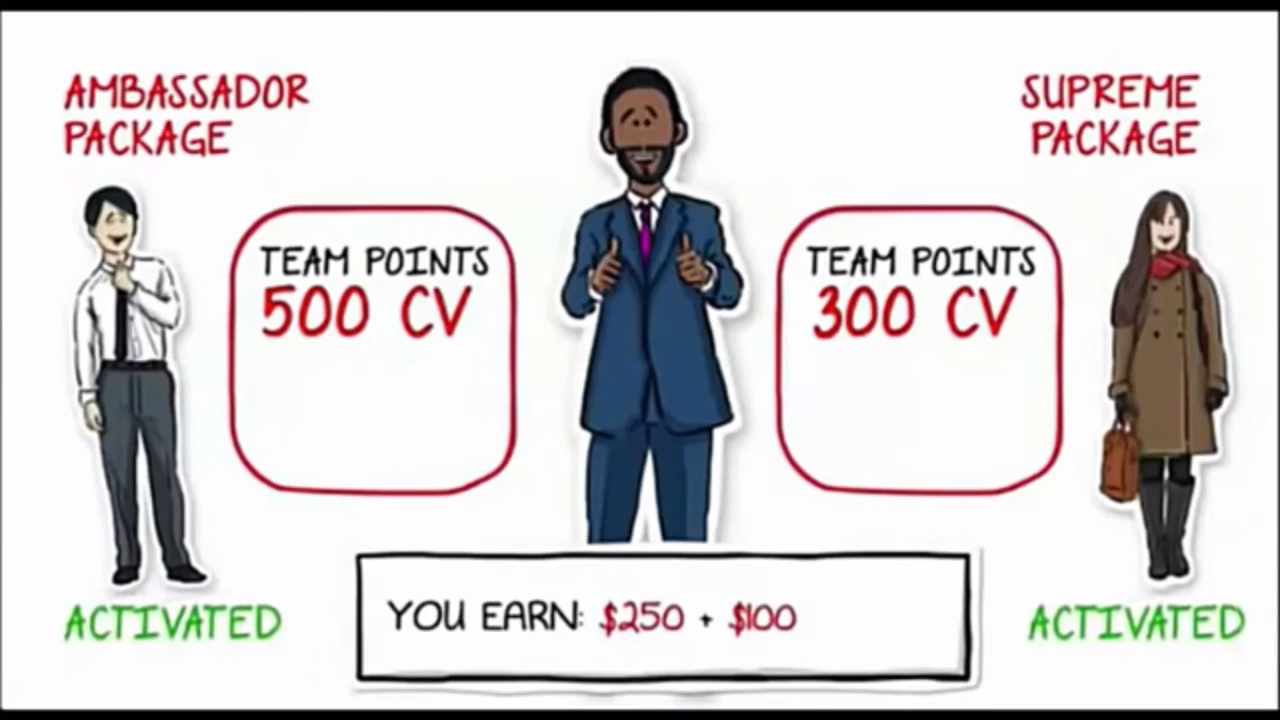 AMBASSADOR
PACKAGE
SUPREME
PACKAGE
TEAM POINTS
500 CV
TEAM POINTS
300 CV
ACTIVATED
YOU EARN: $250 + $100
ACTIVATED